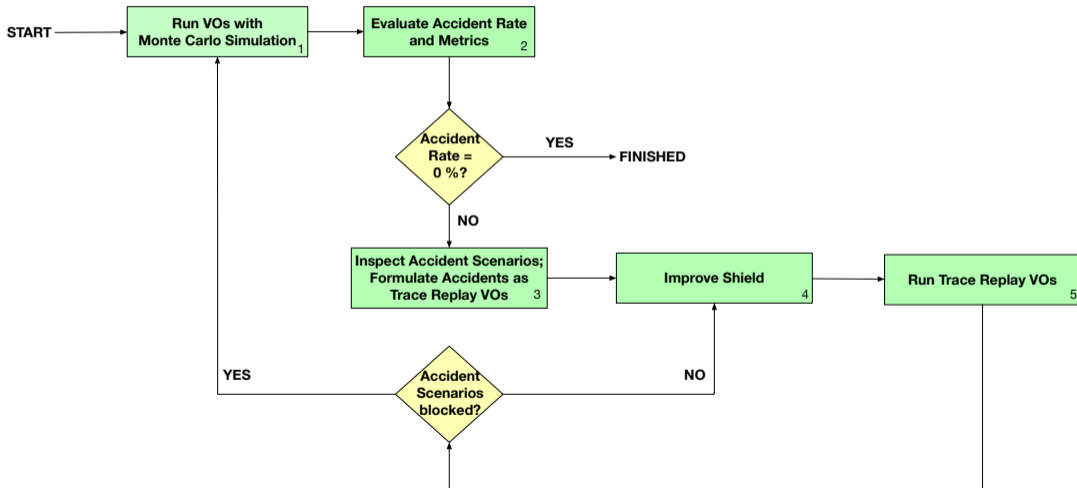 START
Run VOs with
Monte Carlo Simulation
1
Evaluate Accident Rate
and Metrics
2
Accident
Rate =
0 %?
YES
FINISHED
NO
Inspect Accident Scenarios;
Formulate Accidents as
Trace Replay VOs
3
Improve Shield
4
Run Trace Replay VOs
5
YES
Accident
Scenarios
blocked?
NO